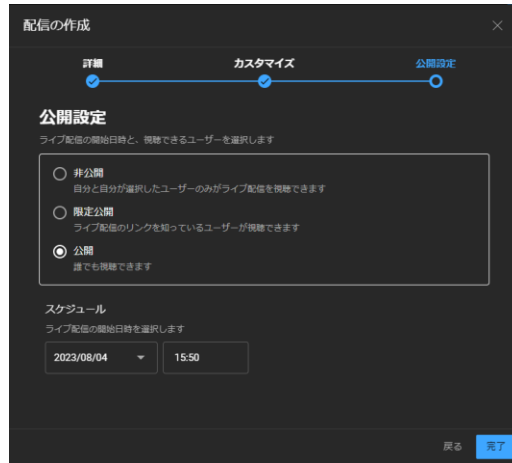 配信の作成
詳細 カスタマイズ 公開設定
公開設定
ライブ配信の開始日時と、視聴できるユーザーを選択します
非公開
自分と自分が選択したユーザーのみがライブ配信を視聴できます
限定公開
ライブ配信のリンクを知っているユーザーが視聴できます
公開
誰でも視聴できます
スケジュール
ライブ配信の開始日時を選択します
2023/08/04 15:50
戻る 完了